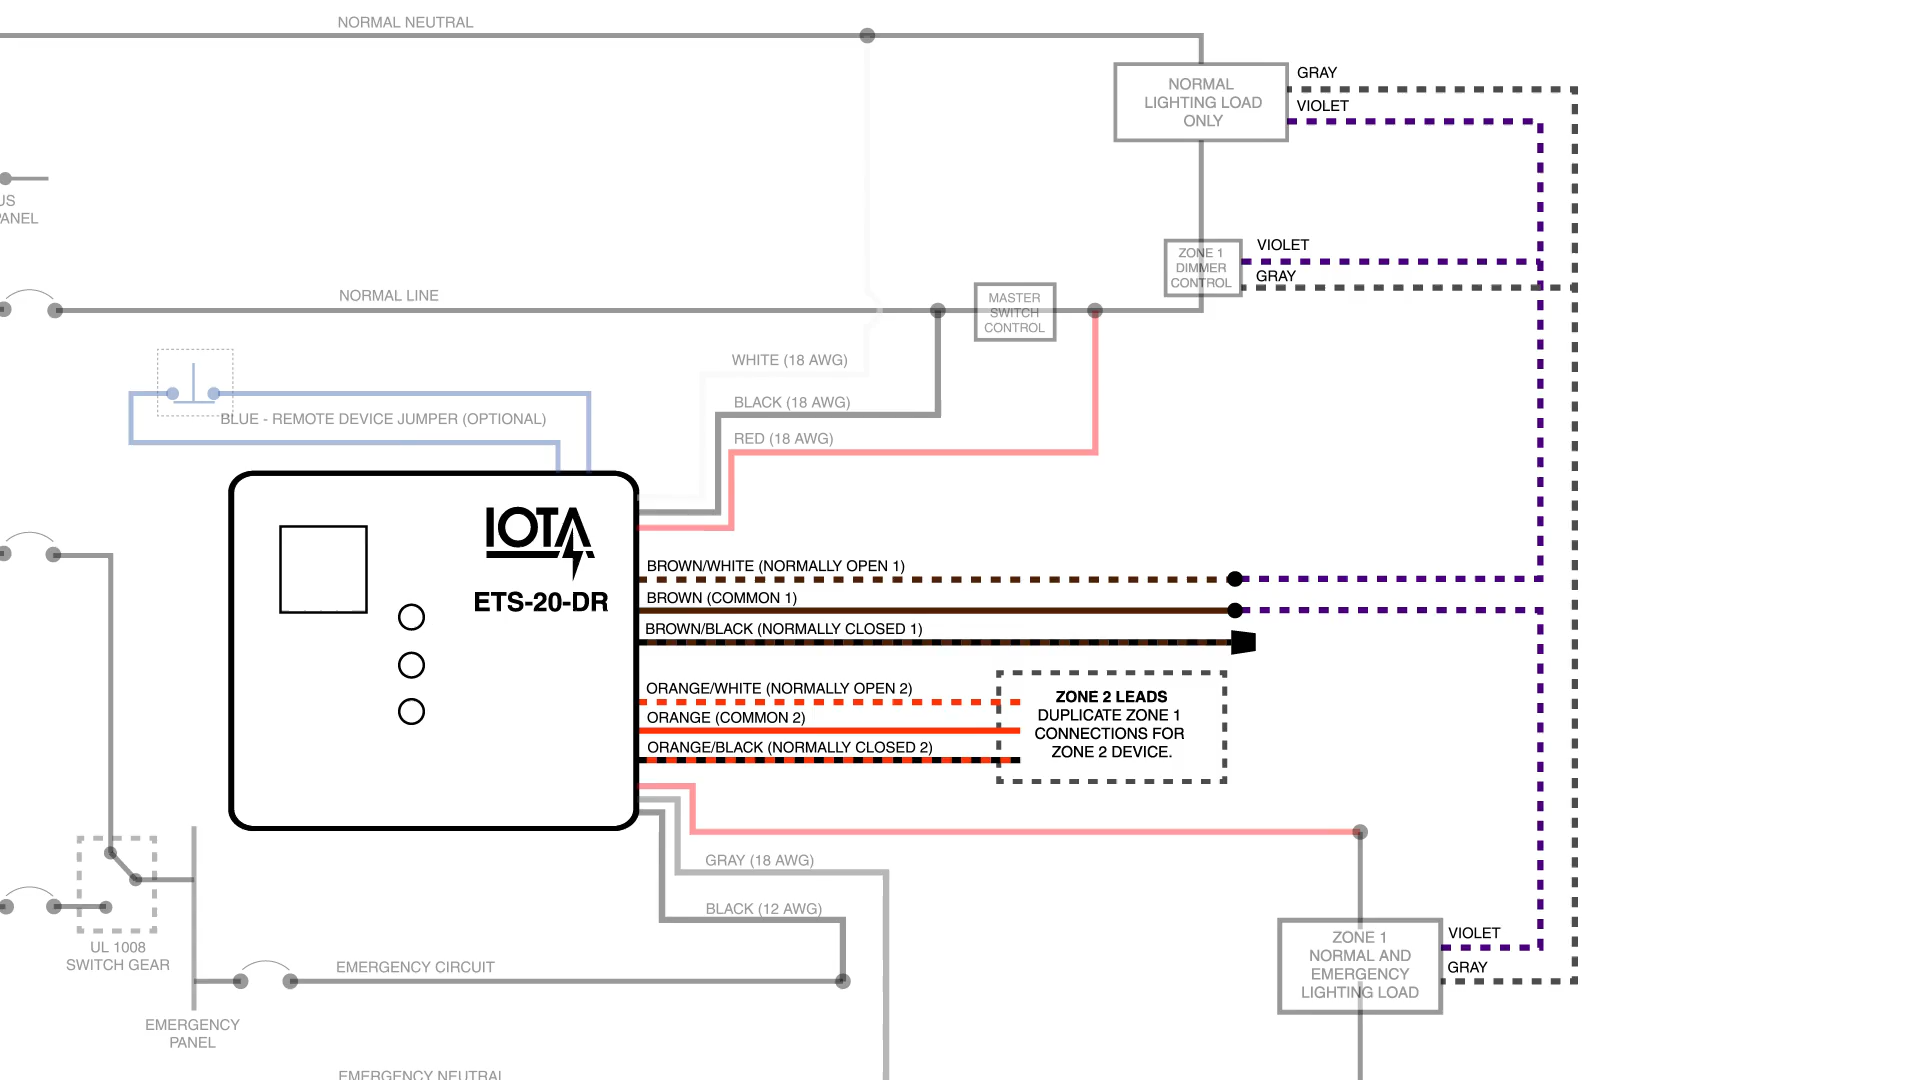 NORMAL NEUTRAL
NORMAL
LIGHTING LOAD
ONLY
GRAY
VIOLET
US
PANEL
ZONE 1
DIMMER
CONTROL
VIOLET
GRAY
NORMAL LINE
MASTER
SWITCH
CONTROL
WHITE (18 AWG)
BLACK (18 AWG)
RED (18 AWG)
BLUE - REMOTE DEVICE JUMPER (OPTIONAL)
IOTA
ETS-20-DR
BROWN/WHITE (NORMALLY OPEN 1)
BROWN (COMMON 1)
BROWN/BLACK (NORMALLY CLOSED 1)
ORANGE/WHITE (NORMALLY OPEN 2)
ORANGE (COMMON 2)
ORANGE/BLACK (NORMALLY CLOSED 2)
ZONE 2 LEADS
DUPLICATE ZONE 1
CONNECTIONS FOR
ZONE 2 DEVICE.
GRAY (18 AWG)
BLACK (12 AWG)
UL 1008
SWITCH GEAR
EMERGENCY CIRCUIT
EMERGENCY
PANEL
ZONE 1
NORMAL AND
EMERGENCY
LIGHTING LOAD
VIOLET
GRAY
EMERGENCY NEUTRAL